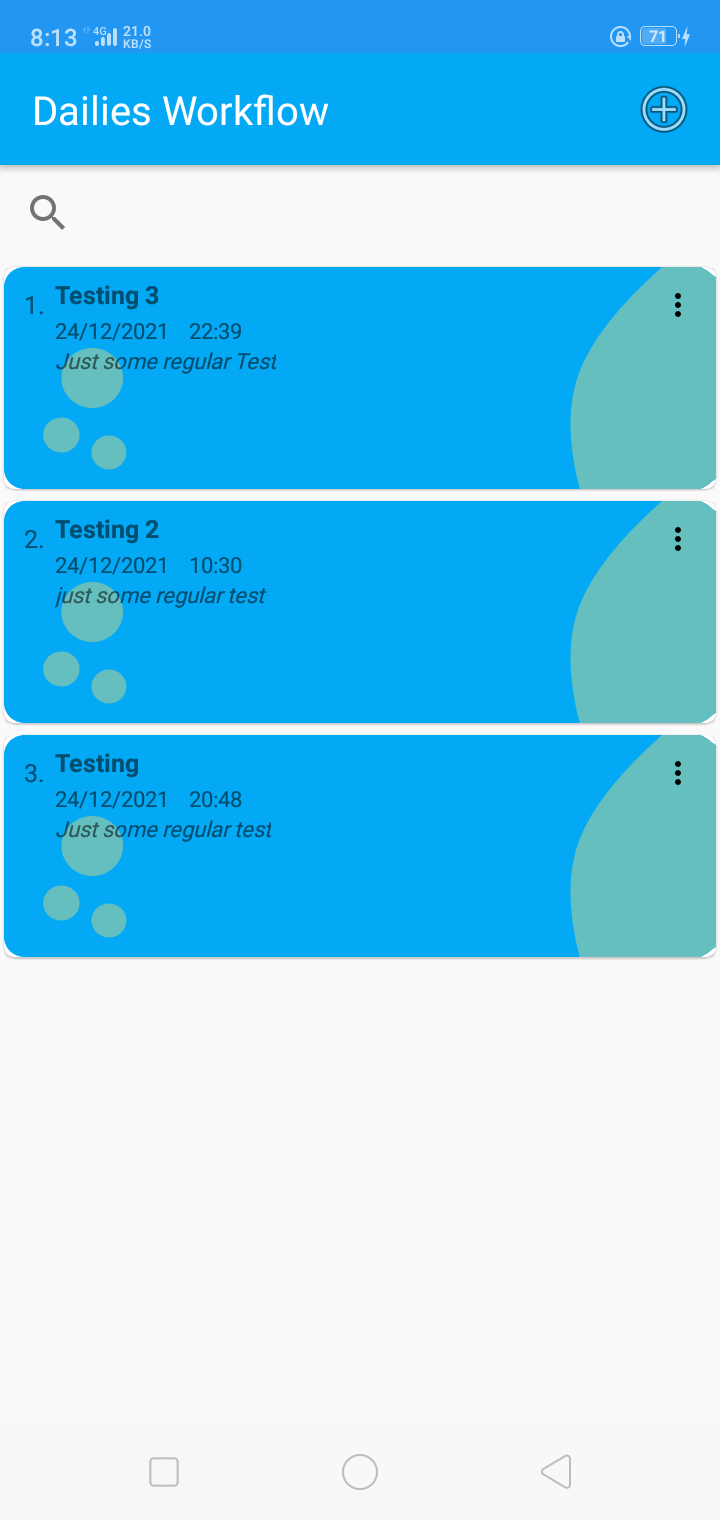 8:13 4G 21.0 KB/S 71
Dailies Workflow
1. Testing 3
24/12/2021 22:39
Just some regular Test
2. Testing 2
24/12/2021 10:30
just some regular test
3. Testing
24/12/2021 20:48
Just some regular test